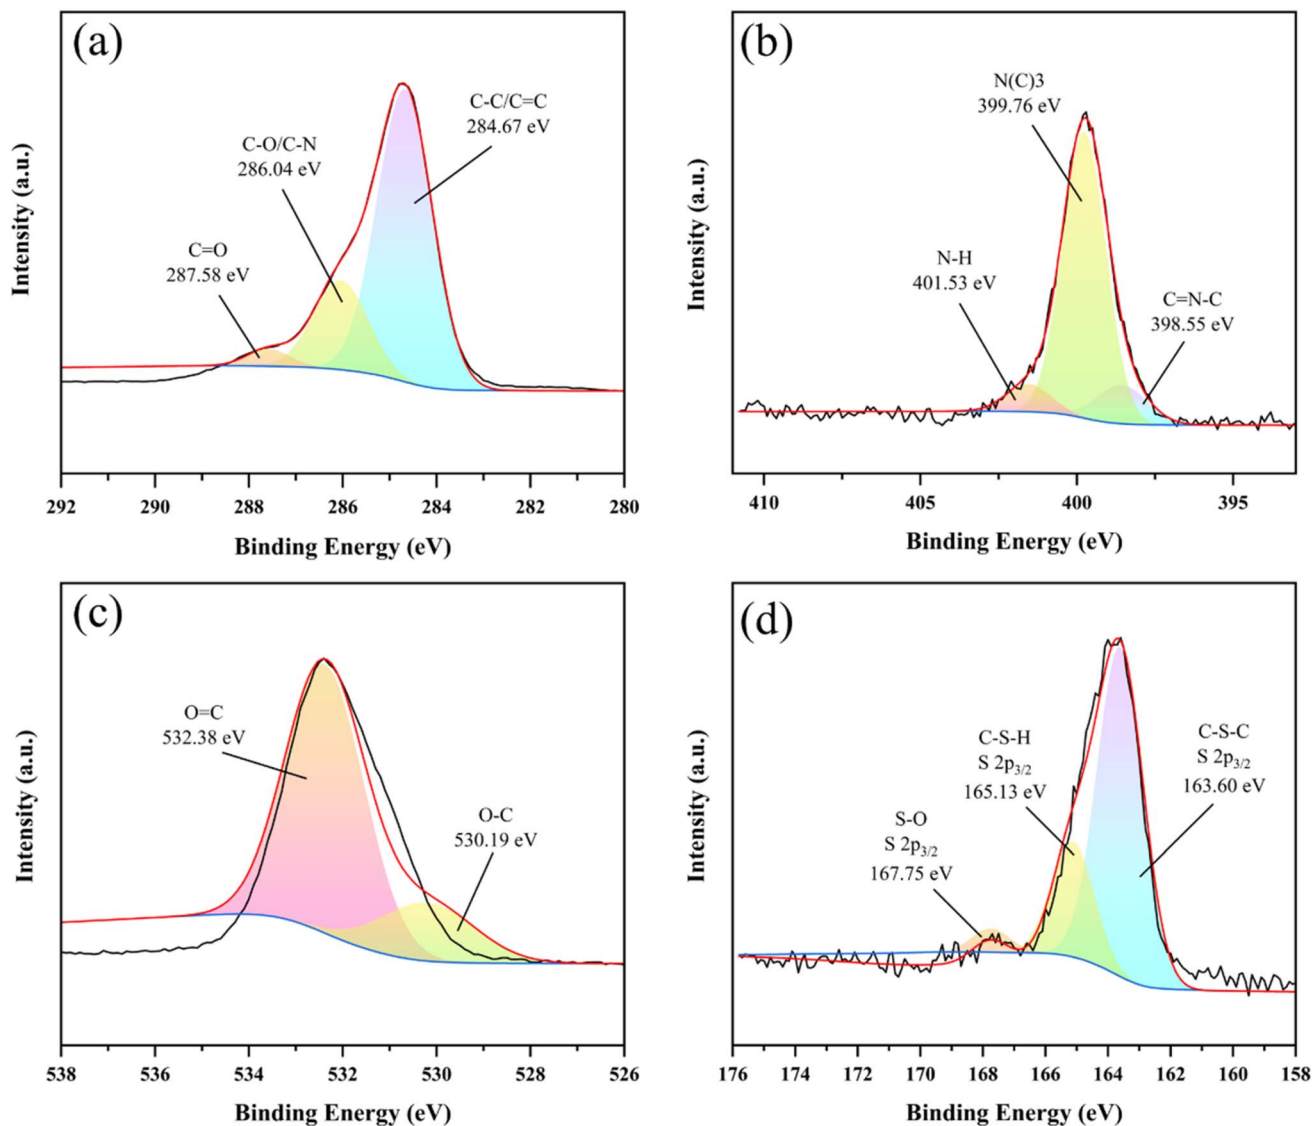 (a)
C-C/C=C
284.67 eV
C-O/C-N
286.04 eV
C=O
287.58 eV
Intensity (a.u.)
292 290 288 286 284 282 280
Binding Energy (eV)
(b)
N(C)3
399.76 eV
N-H
401.53 eV
C=N-C
398.55 eV
Intensity (a.u.)
410 405 400 395
Binding Energy (eV)
(c)
O=C
532.38 eV
O-C
530.19 eV
Intensity (a.u.)
538 536 534 532 530 528 526
Binding Energy (eV)
(d)
C-S-H
S 2p3/2
165.13 eV
C-S-C
S 2p3/2
163.60 eV
S-O
S 2p3/2
167.75 eV
Intensity (a.u.)
176 174 172 170 168 166 164 162 160 158
Binding Energy (eV)